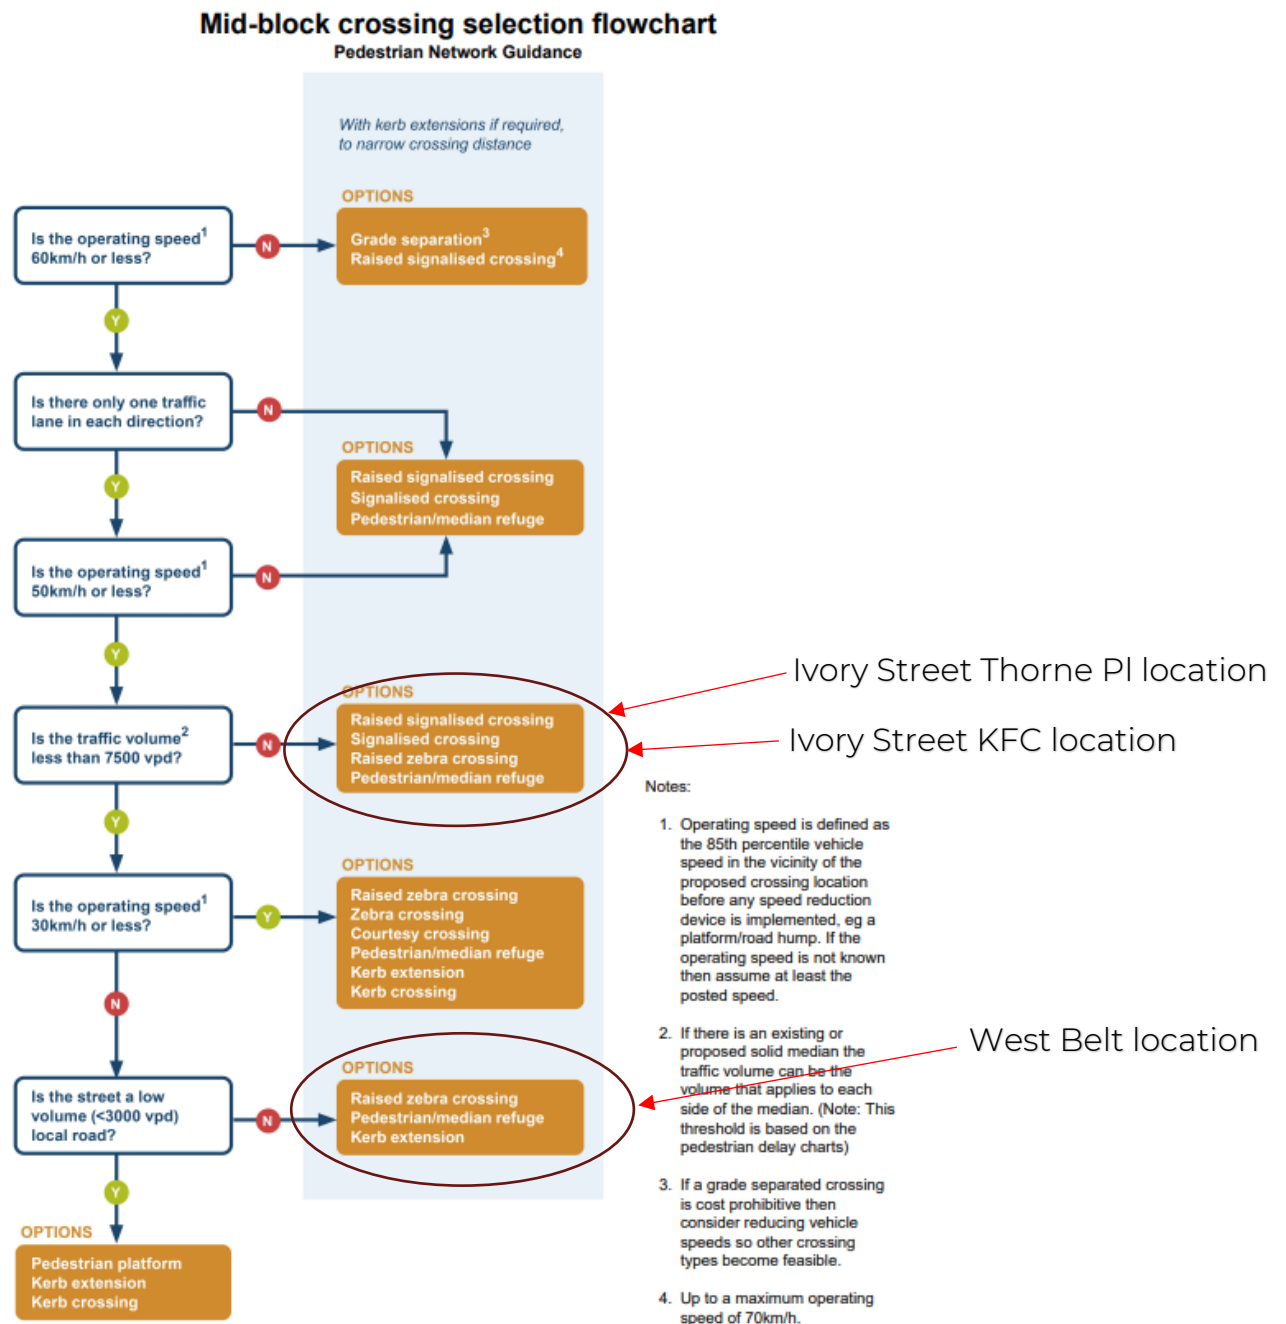 Mid-block crossing selection flowchart
Pedestrian Network Guidance
With kerb extensions if required,
to narrow crossing distance
Is the operating speed1
60km/h or less?
N
OPTIONS
Grade separation3
Raised signalised crossing4
Y
Is there only one traffic
lane in each direction?
N
OPTIONS
Raised signalised crossing
Signalised crossing
Pedestrian/median refuge
Y
Is the operating speed1
50km/h or less?
N
Y
Is the traffic volume2
less than 7500 vpd?
N
OPTIONS
Raised signalised crossing
Signalised crossing
Raised zebra crossing
Pedestrian/median refuge
Ivory Street Thorne Pl location
Ivory Street KFC location
Y
Is the operating speed1
30km/h or less?
Y
OPTIONS
Raised zebra crossing
Zebra crossing
Courtesy crossing
Pedestrian/median refuge
Kerb extension
Kerb crossing
N
Is the street a low
volume (<3000 vpd)
local road?
N
OPTIONS
Raised zebra crossing
Pedestrian/median refuge
Kerb extension
West Belt location
Y
OPTIONS
Pedestrian platform
Kerb extension
Kerb crossing
Notes:
1. Operating speed is defined as
the 85th percentile vehicle
speed in the vicinity of the
proposed crossing location
before any speed reduction
device is implemented, eg a
platform/road hump. If the
operating speed is not known
then assume at least the
posted speed.
2. If there is an existing or
proposed solid median the
traffic volume can be the
volume that applies to each
side of the median. (Note: This
threshold is based on the
pedestrian delay charts)
3. If a grade separated crossing
is cost prohibitive then
consider reducing vehicle
speeds so other crossing
types become feasible.
4. Up to a maximum operating
speed of 70km/h.